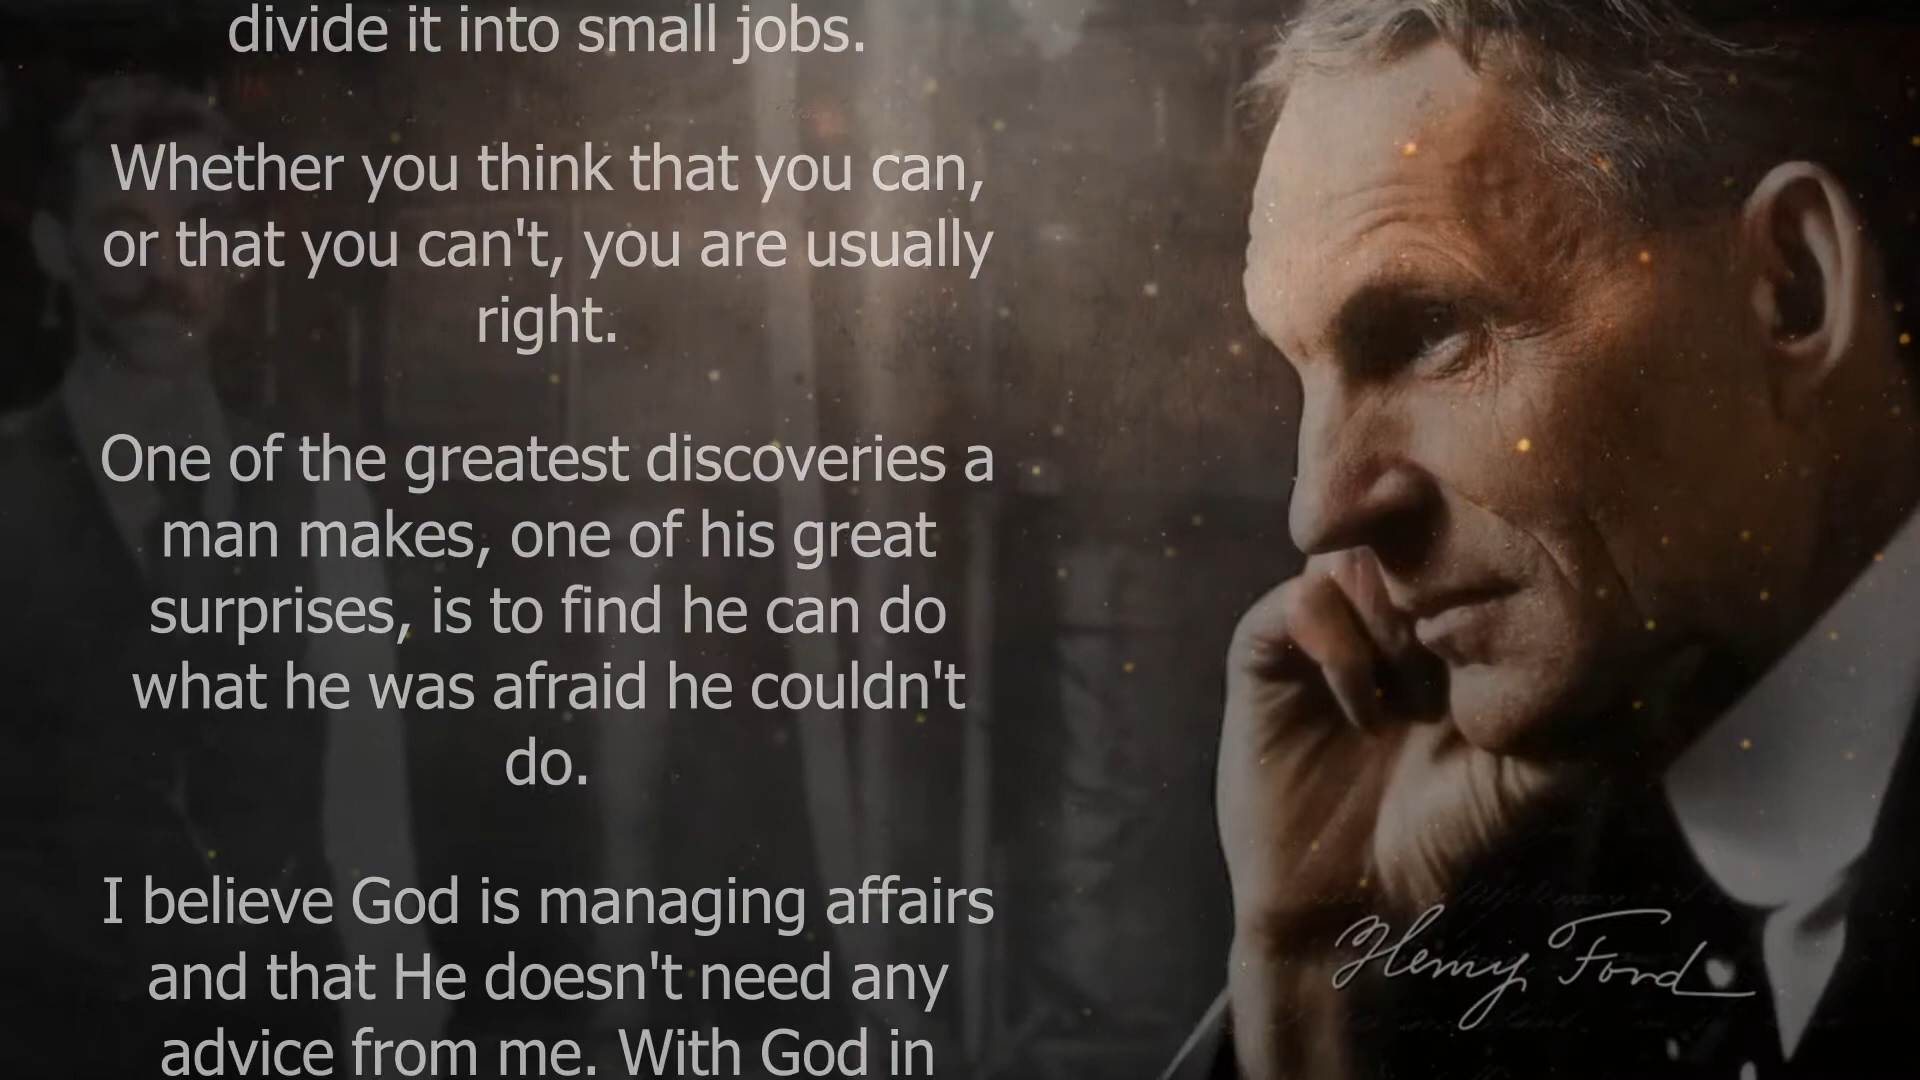 divide it into small jobs.
Whether you think that you can,
or that you can't, you are usually
right.
One of the greatest discoveries a
man makes, one of his great
surprises, is to find he can do
what he was afraid he couldn't
do.
I believe God is managing affairs
and that He doesn't need any
advice from me. With God in
Henry Ford